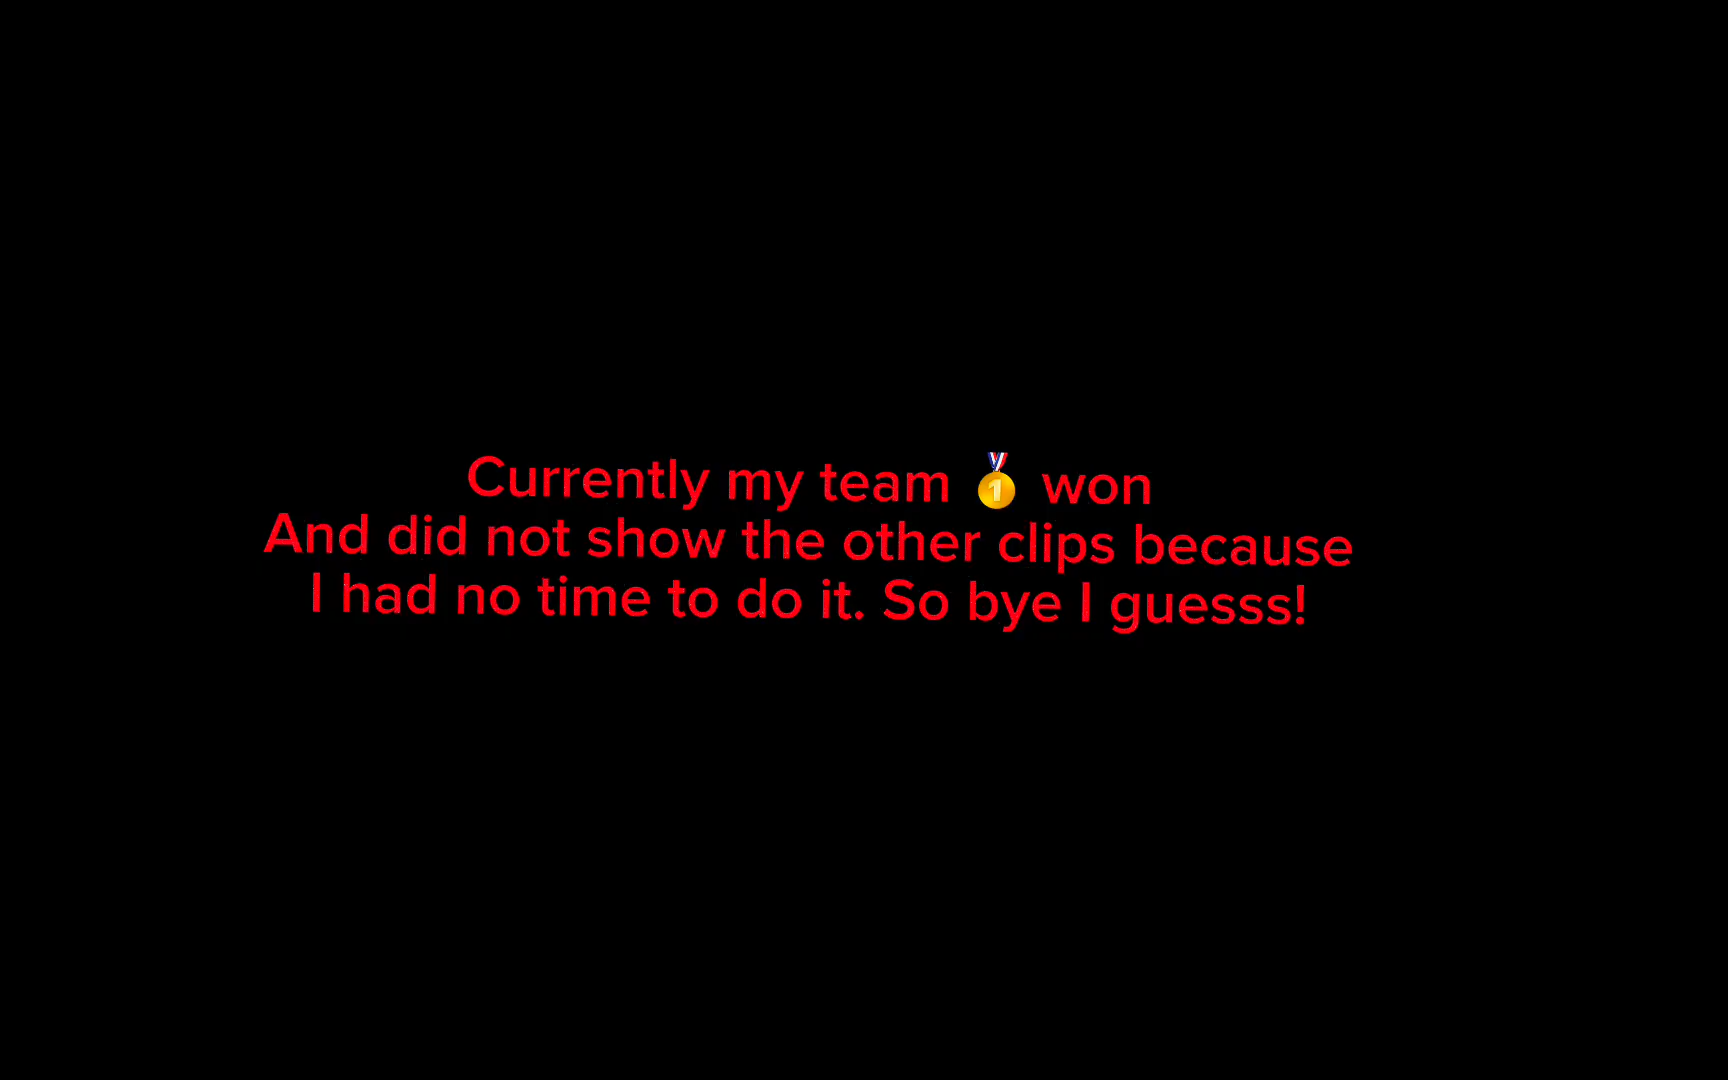 Currently my team 🥇 won
And did not show the other clips because
I had no time to do it. So bye I guesss!